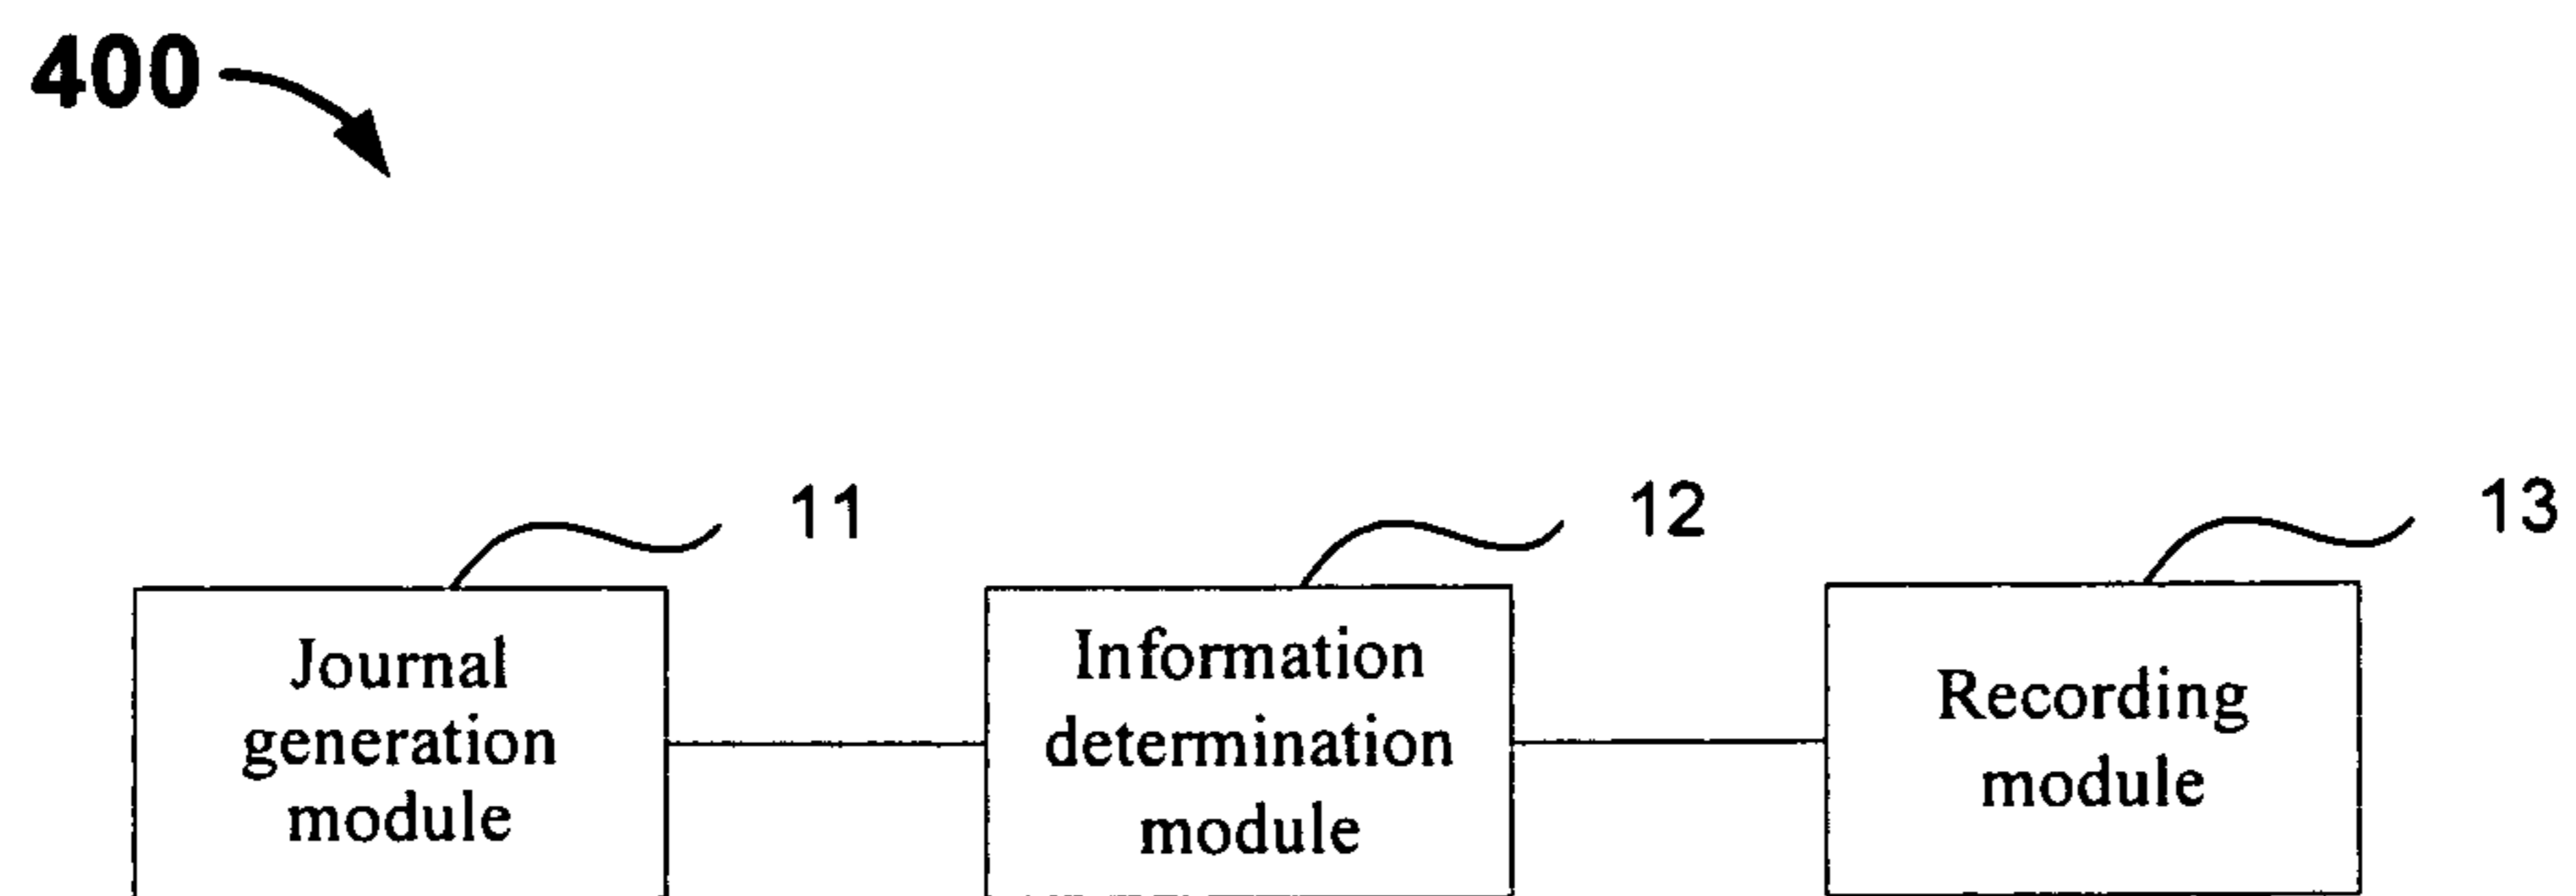 400
11
12
13
Journal
generation
module
Information
determination
module
Recording
module